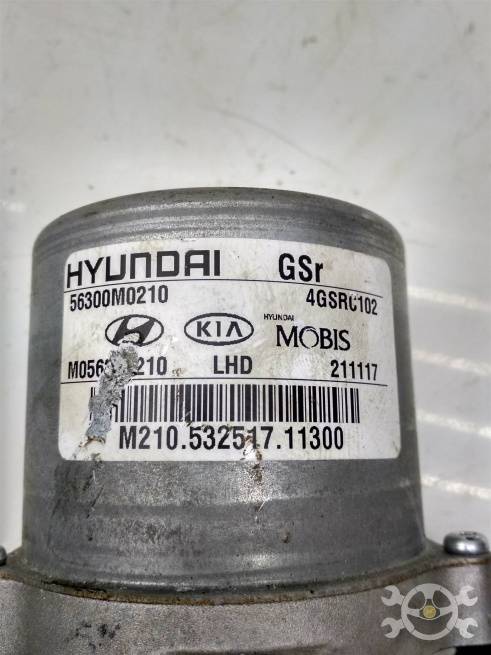 HYUNDAI GSr
56300M0210 4GSRC102
KIA HYUNDAI MOBIS
LHD 211117
M210.532517.11300